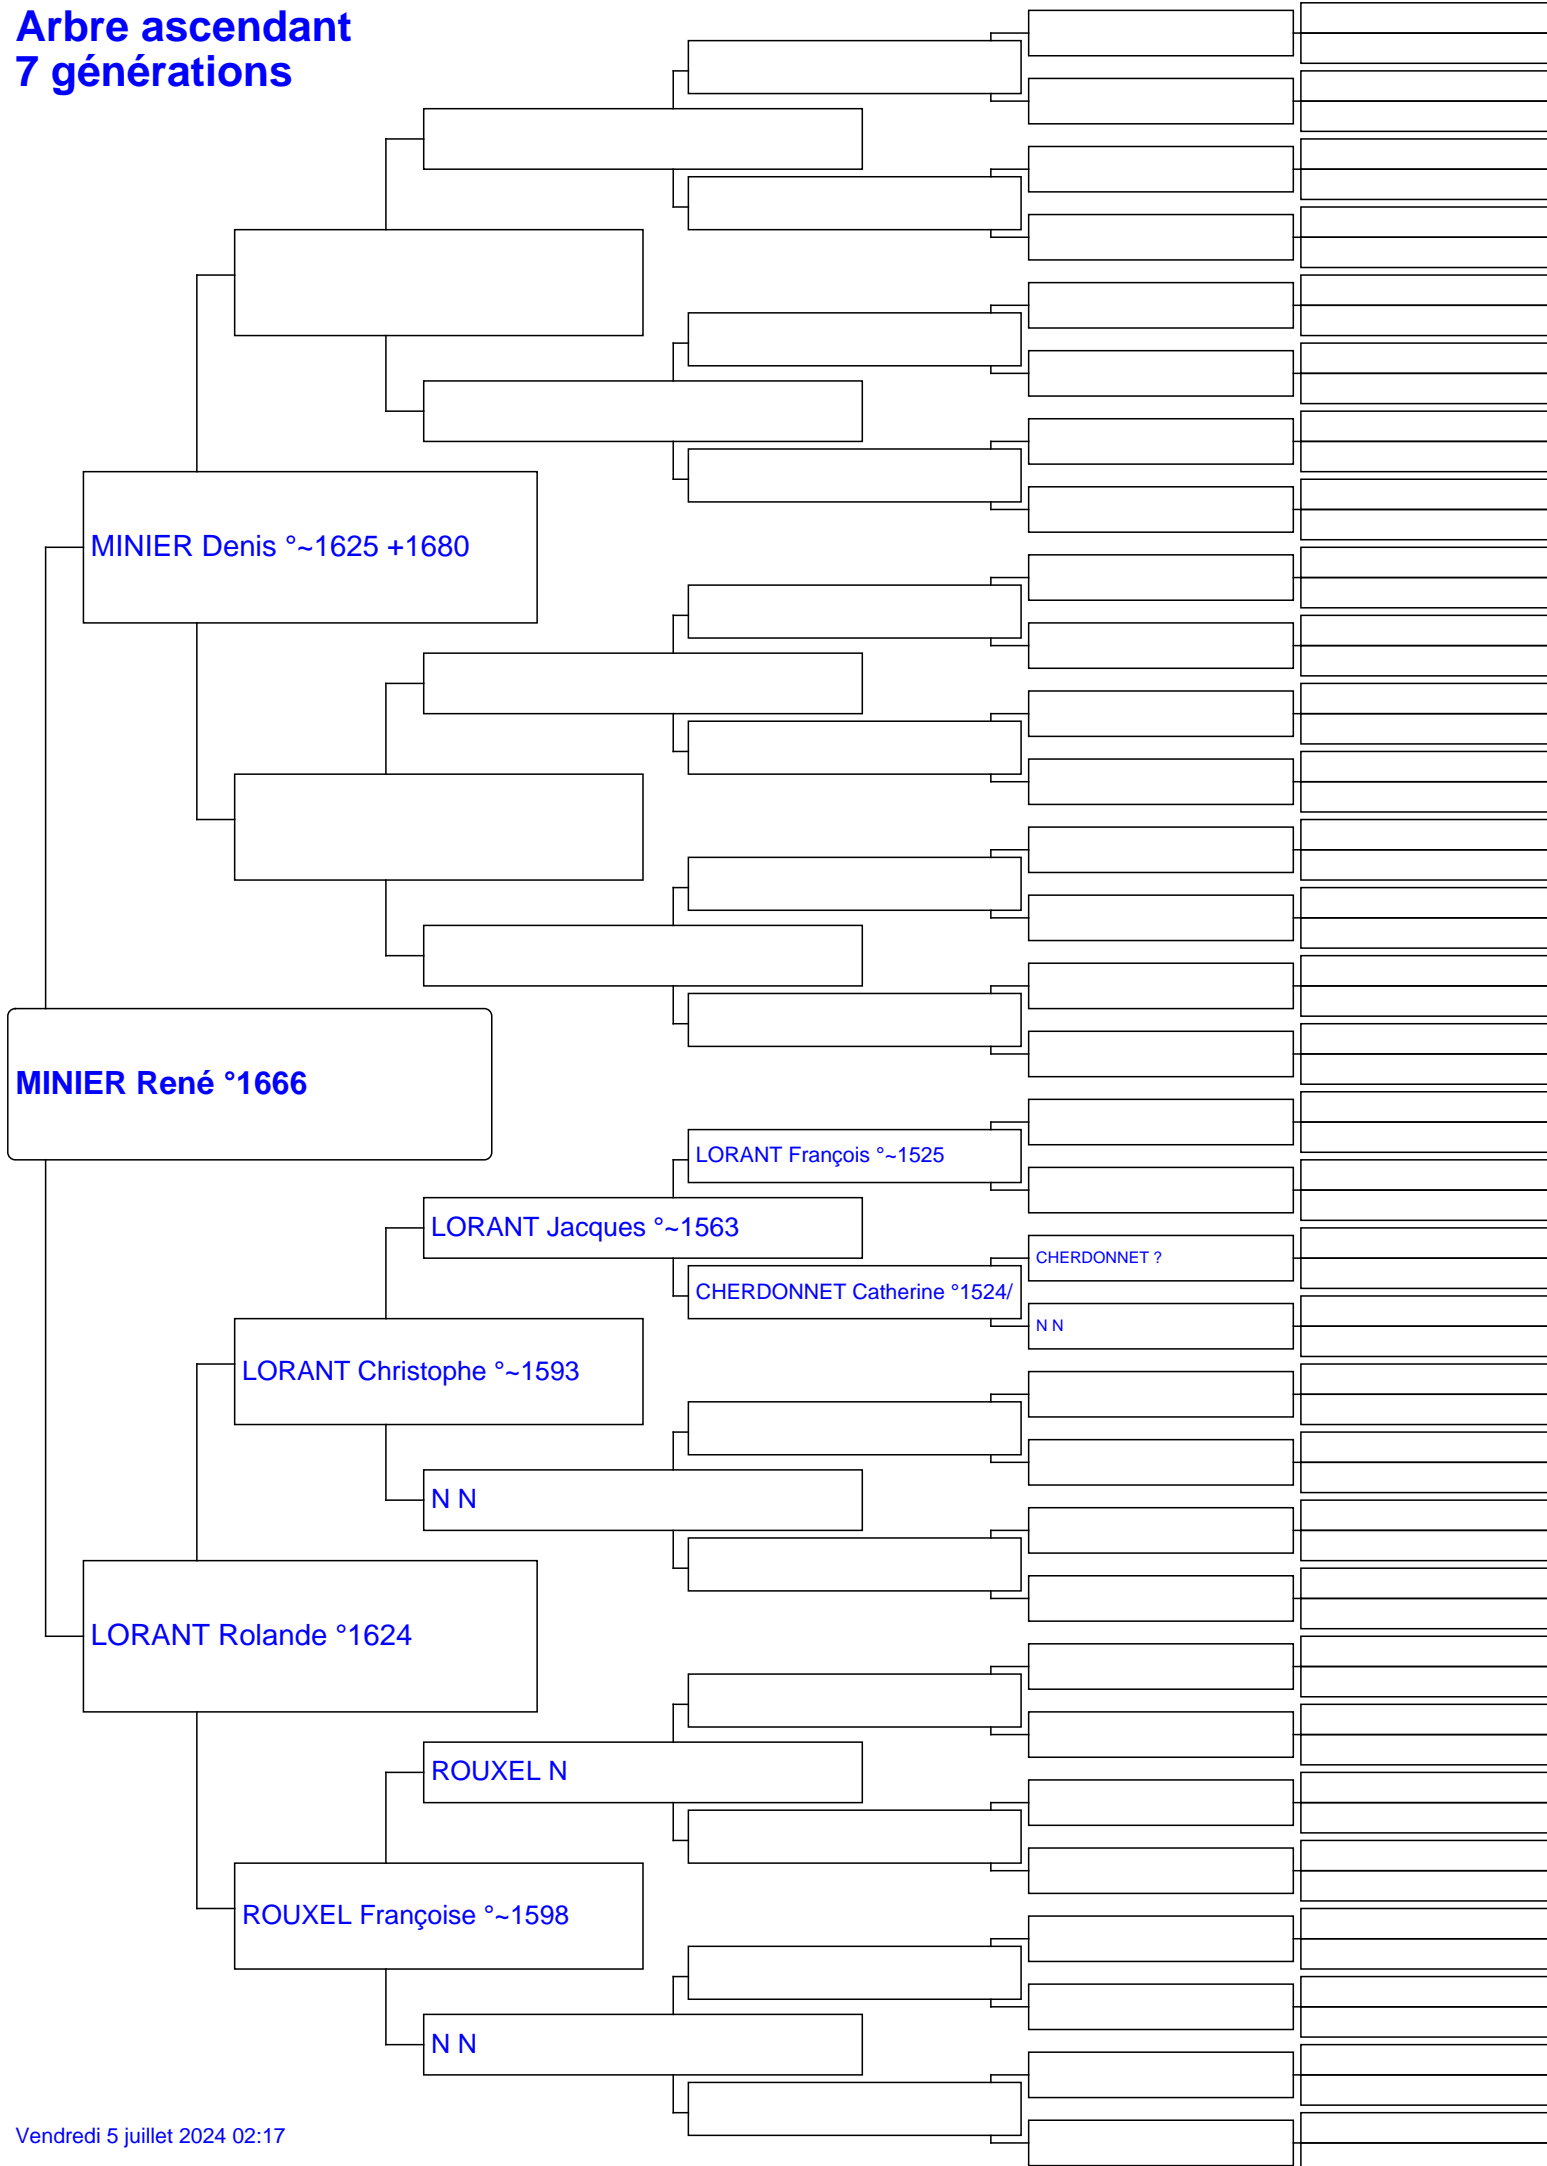 Arbre ascendant
7 générations
MINIER Denis °~1625 +1680
MINIER René °1666
LORANT François °~1525
LORANT Jacques °~1563
CHERDONNET ?
CHERDONNET Catherine °1524/
N N
LORANT Christophe °~1593
N N
LORANT Rolande °1624
ROUXEL N
ROUXEL Françoise °~1598
N N
Vendredi 5 juillet 2024 02:17